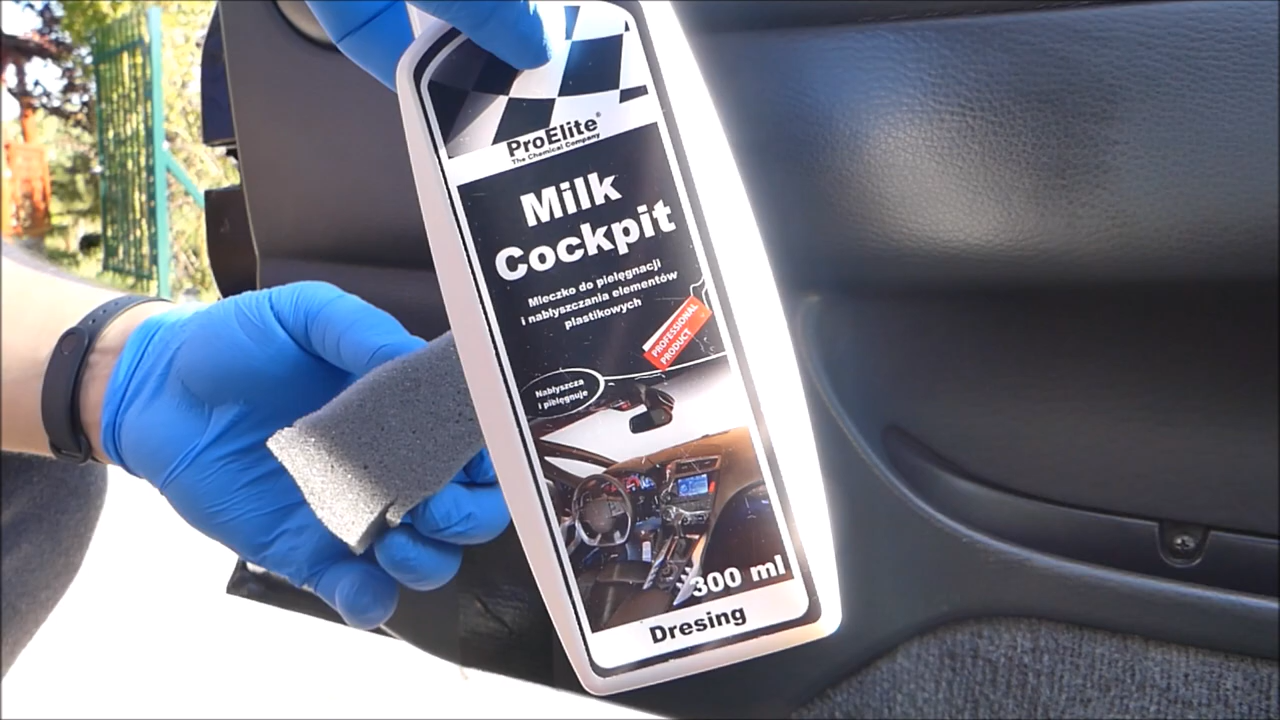 ProElite®
The Chemical Company
Milk
Cockpit
Mleczko do pielęgnacji
i nabłyszczania elementów
plastikowych
PROFESSIONAL
PRODUCT
Nabłyszcza
i pielęgnuje
300 ml
Dresing